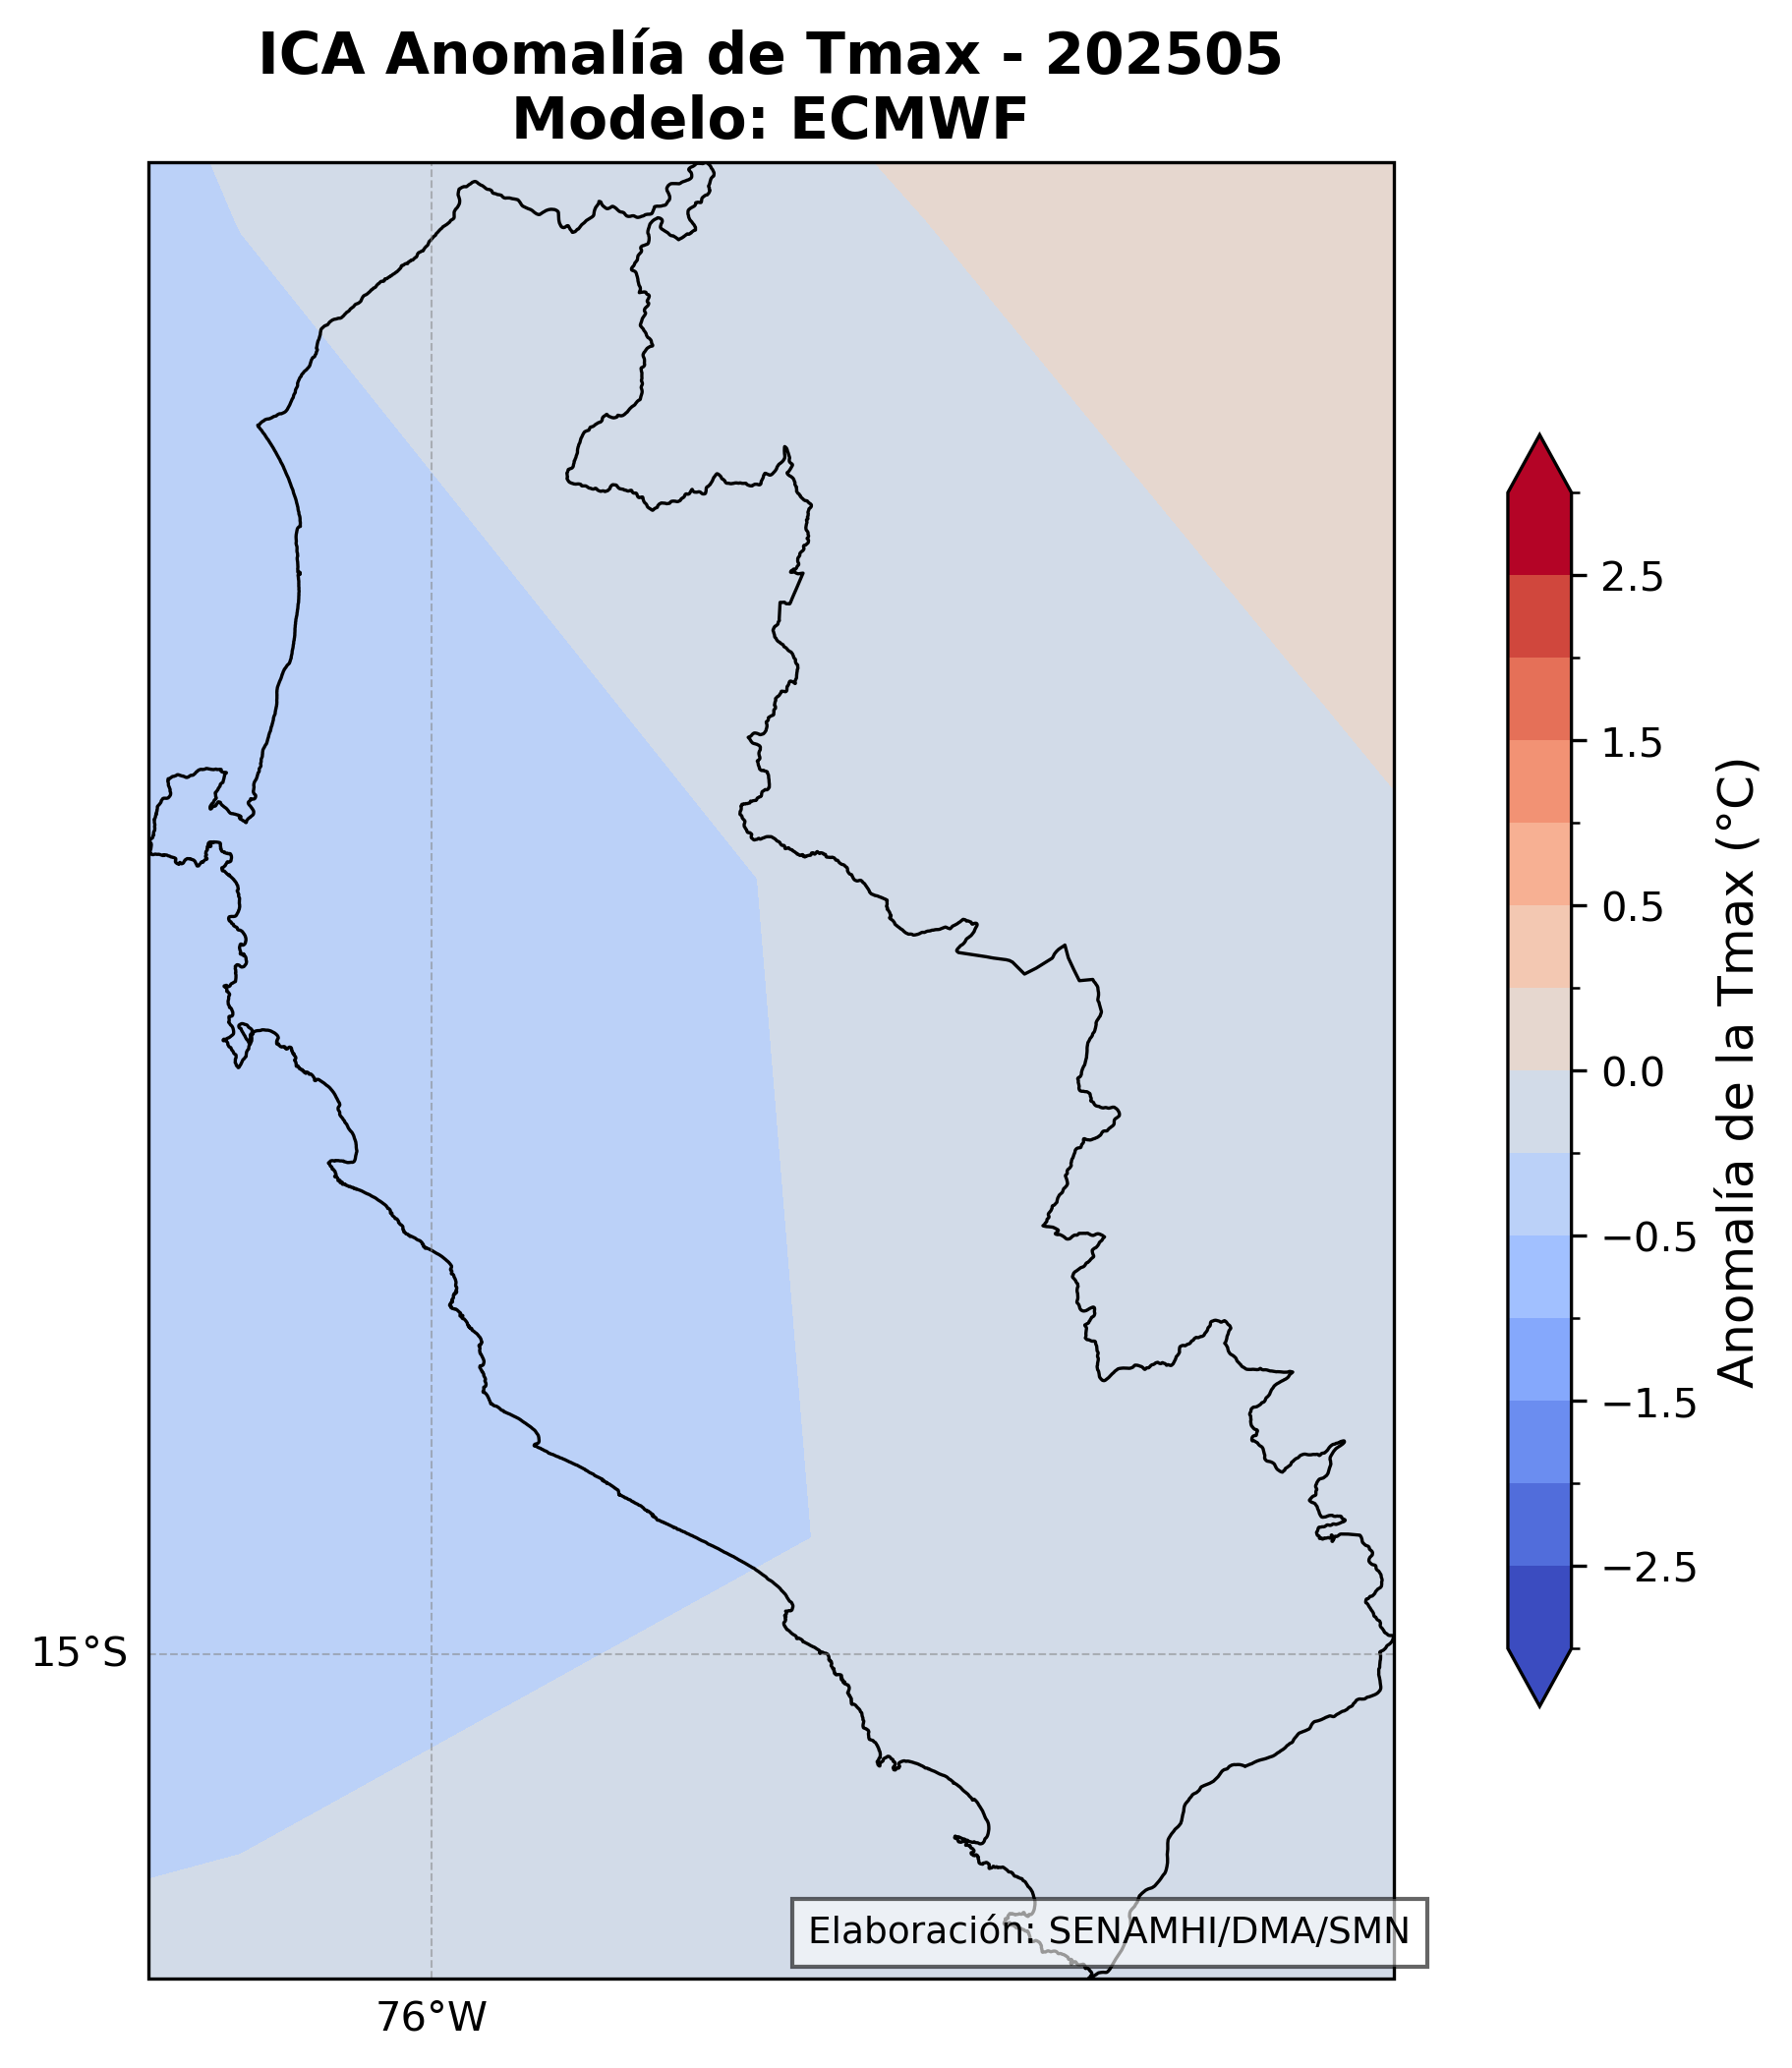 ICA Anomalía de Tmax - 202505
Modelo: ECMWF
2.5
1.5
0.5
0.0
−0.5
−1.5
−2.5
Anomalía de la Tmax (°C)
15°S
76°W
Elaboración: SENAMHI/DMA/SMN